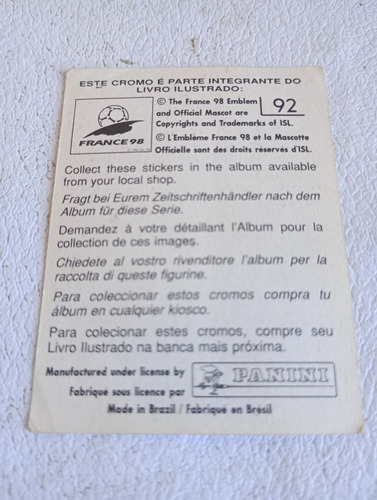 ESTE CROMO É PARTE INTEGRANTE DO
LIVRO ILUSTRADO:
FRANCE 98
© The France 98 Emblem
and Official Mascot are
Copyrights and Trademarks of ISL.
92
© L'Emblème France 98 et la Mascotte
Officielle sont des droits réservés d'ISL.
Collect these stickers in the album available
from your local shop.
Fragt bei Eurem Zeitschriftenhändler nach dem
Album für diese Serie.
Demandez à votre détaillant l'Album pour la
collection de ces images.
Chiedete al vostro rivenditore l'album per la
raccolta di queste figurine.
Para coleccionar estos cromos compra tu
álbum en cualquier kiosco.
Para colecionar estes cromos, compre seu
Livro Ilustrado na banca mais próxima.
Manufactured under license by
Fabriqué sous licence par
PANINI
Made in Brazil / Fabriqué en Brésil